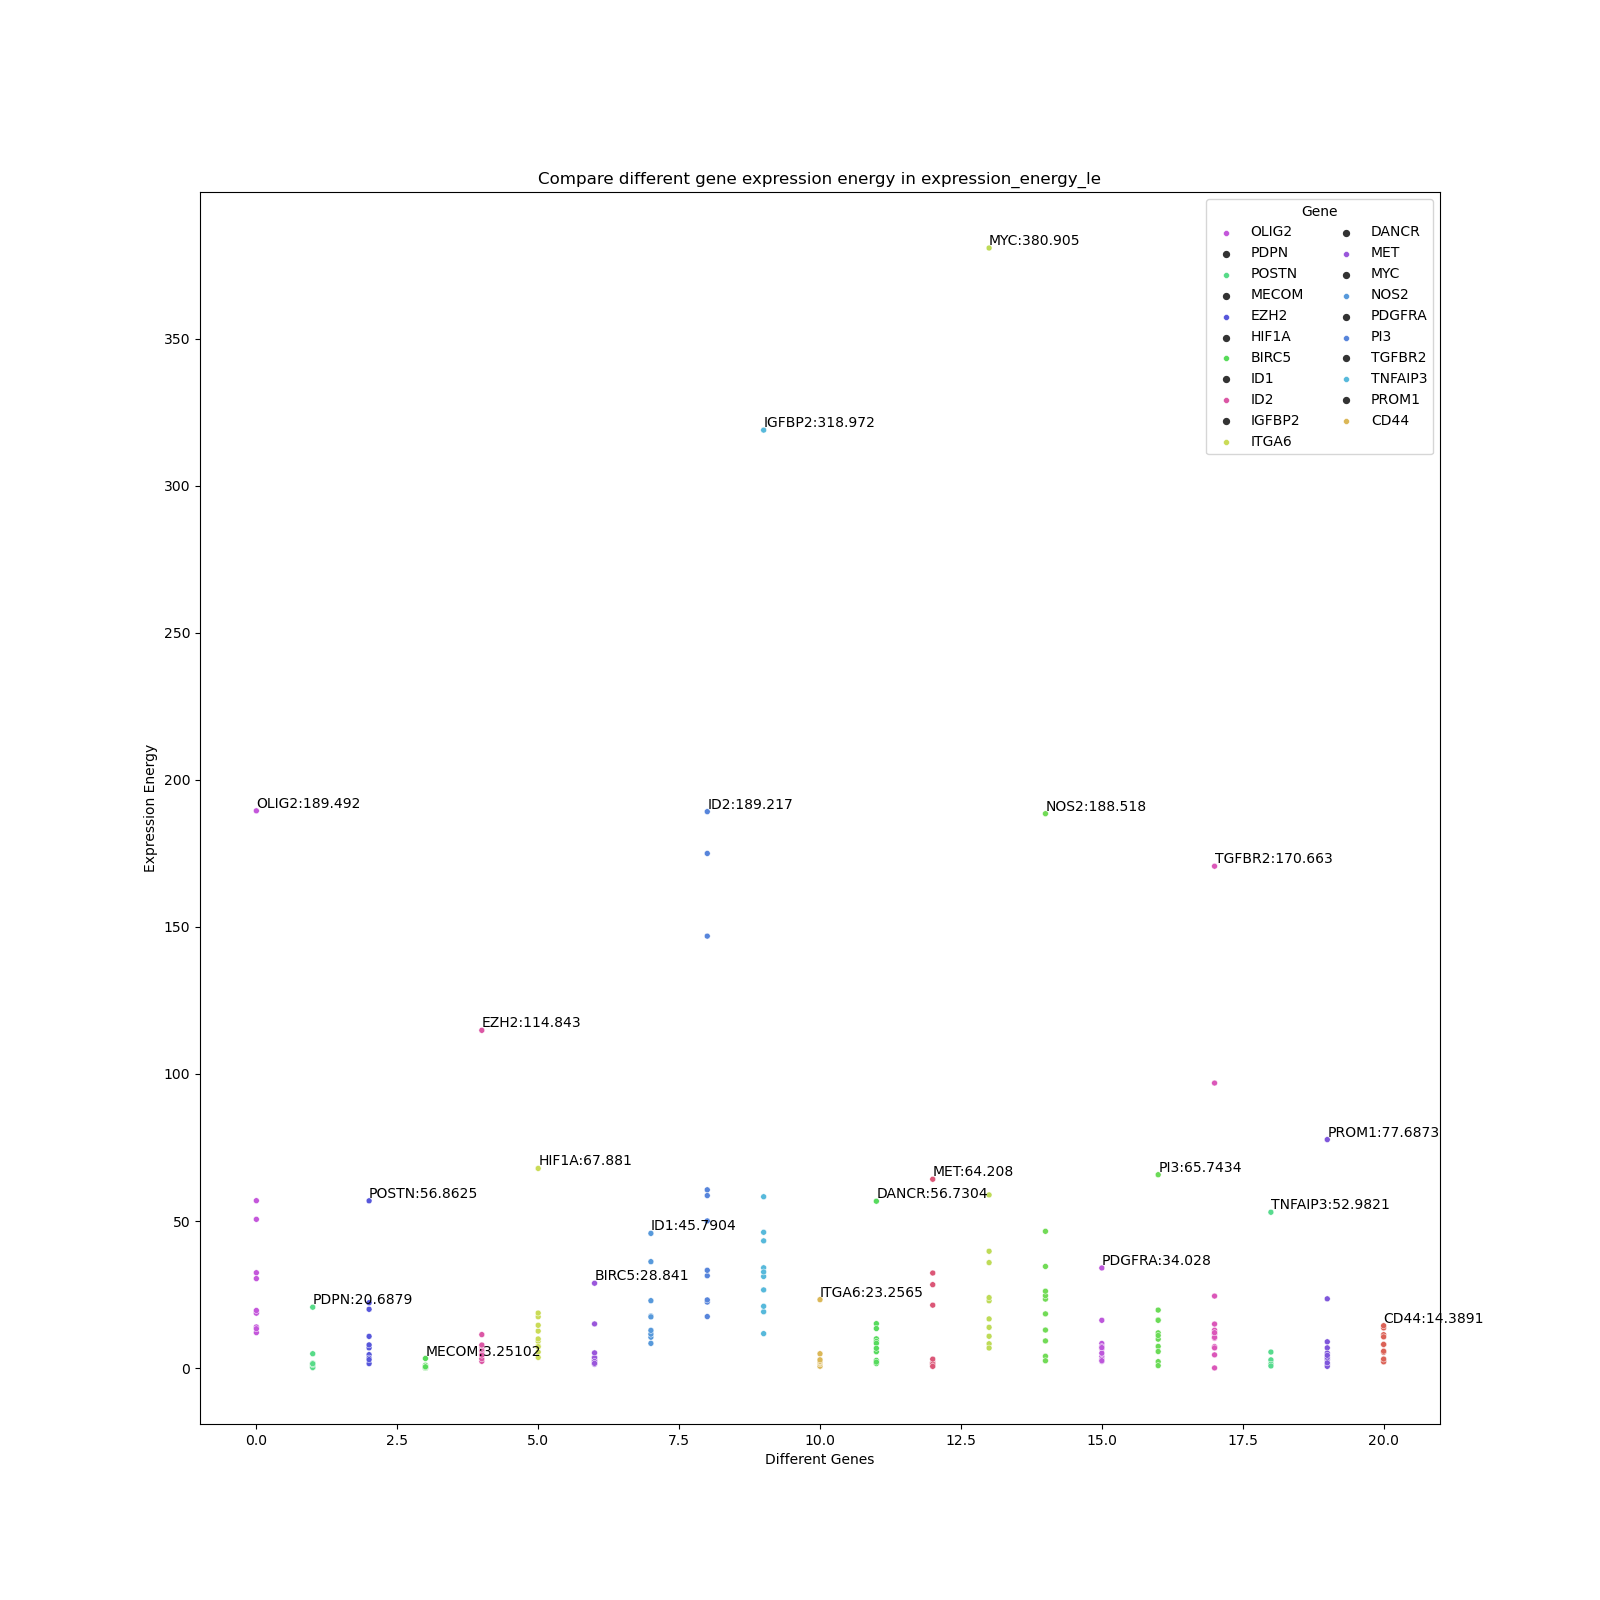 Compare different gene expression energy in expression_energy_le
Gene
OLIG2
PDPN
POSTN
MECOM
EZH2
HIF1A
BIRC5
ID1
ID2
IGFBP2
ITGA6
DANCR
MET
MYC
NOS2
PDGFRA
PI3
TGFBR2
TNFAIP3
PROM1
CD44
MYC:380.905
IGFBP2:318.972
OLIG2:189.492
ID2:189.217
NOS2:188.518
TGFBR2:170.663
EZH2:114.843
PROM1:77.6873
HIF1A:67.881
PI3:65.7434
MET:64.208
POSTN:56.8625
DANCR:56.7304
TNFAIP3:52.9821
ID1:45.7904
PDGFRA:34.028
BIRC5:28.841
ITGA6:23.2565
PDPN:20.6879
CD44:14.3891
MECOM:3.25102
350
300
250
200
150
100
50
0
Expression Energy
0.0 2.5 5.0 7.5 10.0 12.5 15.0 17.5 20.0
Different Genes